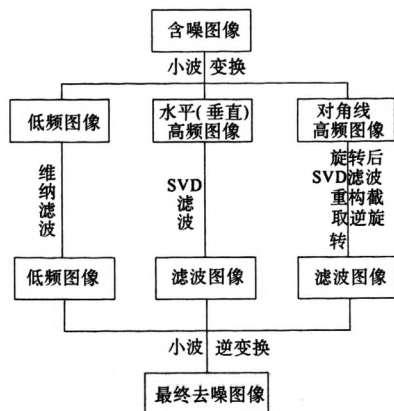 含噪图像
小波 变换
低频图像
水平(垂直)
高频图像
对角线
高频图像
维纳滤波
SVD
滤
波
旋转后
SVD滤波
重构截
取逆旋
转
低频图像
滤波图像
滤波图像
小波 逆变换
最终去噪图像